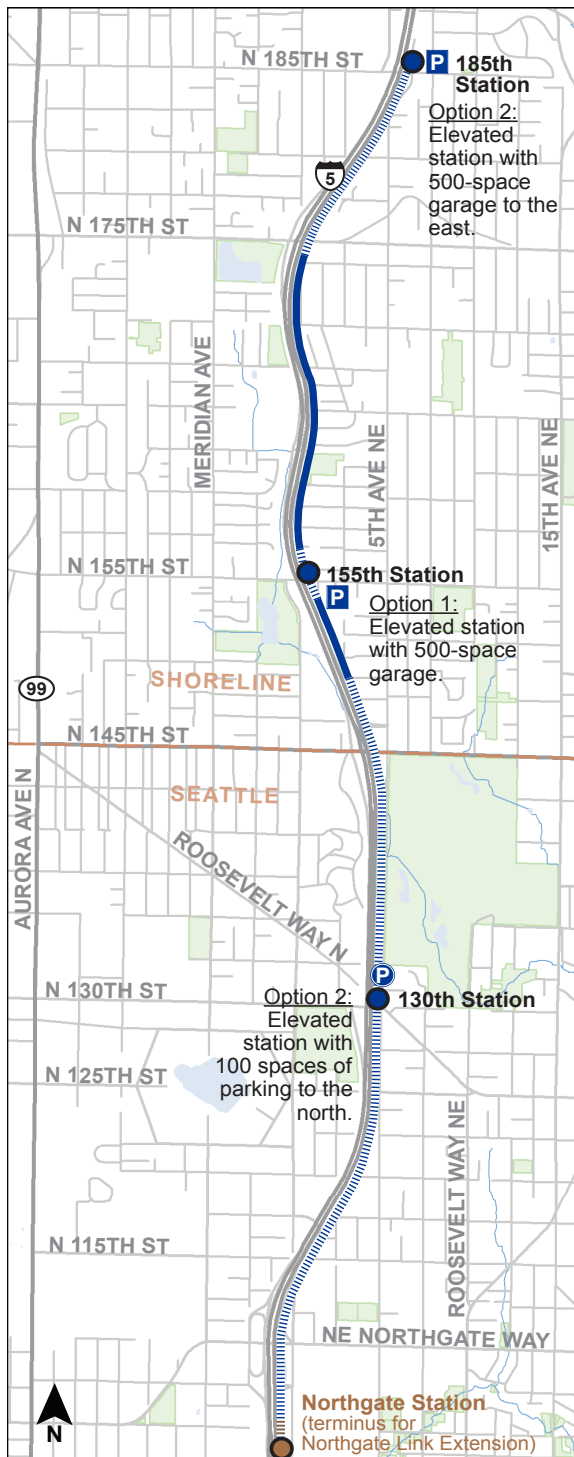 N 185TH ST
P
185th
Station
Option 2:
Elevated
station with
500-space
garage to the
east.
5
N 175TH ST
MERIDIAN AVE
5TH AVE NE
15TH AVE NE
N 155TH ST
155th Station
P
Option 1:
Elevated station
with 500-space
garage.
SHORELINE
99
N 145TH ST
SEATTLE
AURORA AVE N
ROOSEVELT WAY N
P
N 130TH ST
130th Station
Option 2:
Elevated
station with
100 spaces of
parking to the
north.
N 125TH ST
ROOSEVELT WAY NE
N 115TH ST
NE NORTHGATE WAY
Northgate Station
(terminus for
Northgate Link Extension)
N